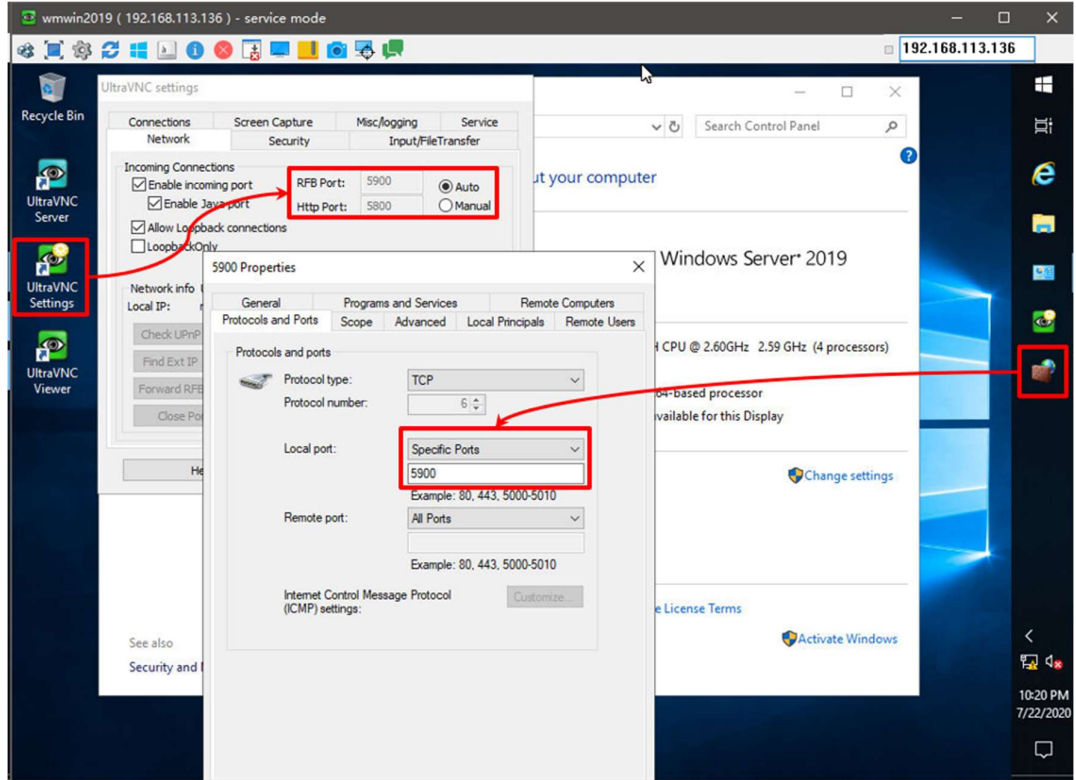 wmwin2019 ( 192.168.113.136 ) - service mode
192.168.113.136
Recycle Bin
UltraVNC
Server
UltraVNC
Settings
UltraVNC
Viewer
UltraVNC settings
Connections Screen Capture Misc/logging Service
Network Security Input/FileTransfer
Incoming Connections
Enable incoming port
Enable Java port
Allow Loopback connections
LoopbackOnly
RFB Port: 5900
Http Port: 5800
Auto
Manual
Network info
Local IP:
Check UPnP
Find Ext IP
Forward RFB
Close
Search Control Panel
ut your computer
Windows Server 2019
CPU @ 2.60GHz 2.59 GHz (4 processors)
64-based processor
vailable for this Display
Change settings
License Terms
Activate Windows
See also
Security and
5900 Properties
General Programs and Services Remote Computers
Protocols and Ports Scope Advanced Local Principals Remote Users
Protocols and ports
Protocol type: TCP
Protocol number: 6
Local port: Specific Ports
5900
Example: 80, 443, 5000-5010
Remote port: All Ports
Example: 80, 443, 5000-5010
Internet Control Message Protocol
(ICMP) settings:
Customize...
10:20 PM
7/22/2020